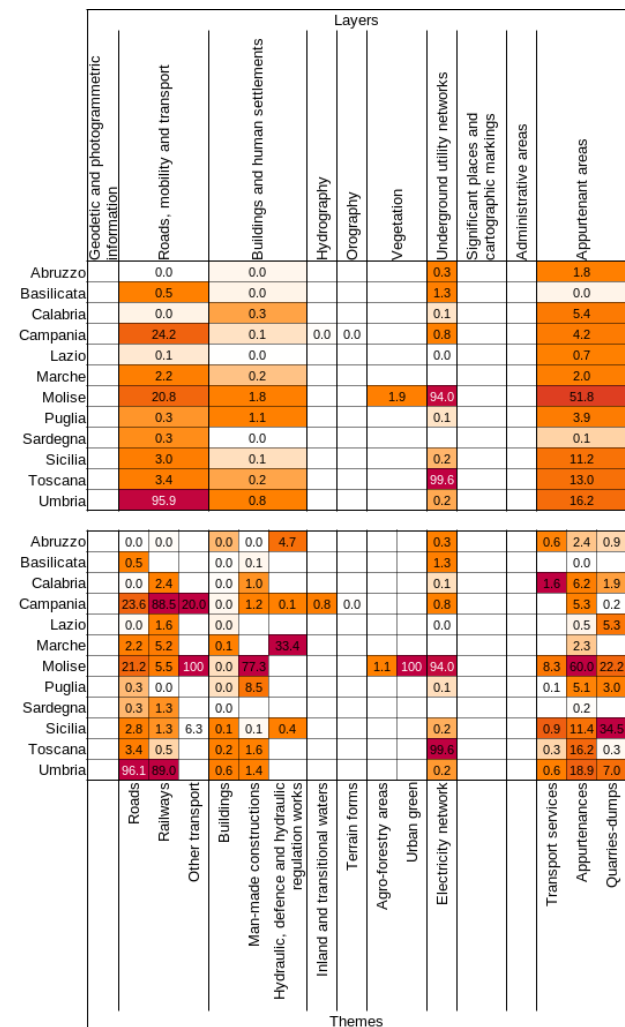 Layers
Geodetic and photogrammetric
information
Roads, mobility and transport
Buildings and human settlements
Hydrography
Orography
Vegetation
Underground utility networks
Significant places and
cartographic markings
Administrative areas
Appurtenant areas
Abruzzo 0.0 0.0 0.3 1.8
Basilicata 0.5 0.0 1.3 0.0
Calabria 0.0 0.3 0.1 5.4
Campania 24.2 0.1 0.0 0.0 0.8 4.2
Lazio 0.1 0.0 0.0 0.7
Marche 2.2 0.2 2.0
Molise 20.8 1.8 1.9 94.0 51.8
Puglia 0.3 1.1 0.1 3.9
Sardegna 0.3 0.0 0.1
Sicilia 3.0 0.1 0.2 11.2
Toscana 3.4 0.2 99.6 13.0
Umbria 95.9 0.8 0.2 16.2
Abruzzo 0.0 0.0 0.0 0.0 4.7 0.3 0.6 2.4 0.9
Basilicata 0.5 0.0 0.1 1.3 0.0
Calabria 0.0 2.4 0.0 1.0 0.1 1.6 6.2 1.9
Campania 23.6 88.5 20.0 0.0 1.2 0.1 0.8 0.0 0.8 5.3 0.2
Lazio 0.0 1.6 0.0 0.0 0.5 5.3
Marche 2.2 5.2 0.1 33.4 2.3
Molise 21.2 5.5 100 0.0 77.3 1.1 100 94.0 8.3 60.0 22.2
Puglia 0.3 0.0 0.0 8.5 0.1 0.1 5.1 3.0
Sardegna 0.3 1.3 0.0 0.2
Sicilia 2.8 1.3 6.3 0.1 0.1 0.4 0.2 0.9 11.4 34.5
Toscana 3.4 0.5 0.2 1.6 99.6 0.3 16.2 0.3
Umbria 96.1 89.0 0.6 1.4 0.2 0.6 18.9 7.0
Roads
Railways
Other transport
Buildings
Man-made constructions
Hydraulic, defence and hydraulic
regulation works
Inland and transitional waters
Terrain forms
Agro-forestry areas
Urban green
Electricity network
Transport services
Appurtenances
Quarries-dumps
Themes